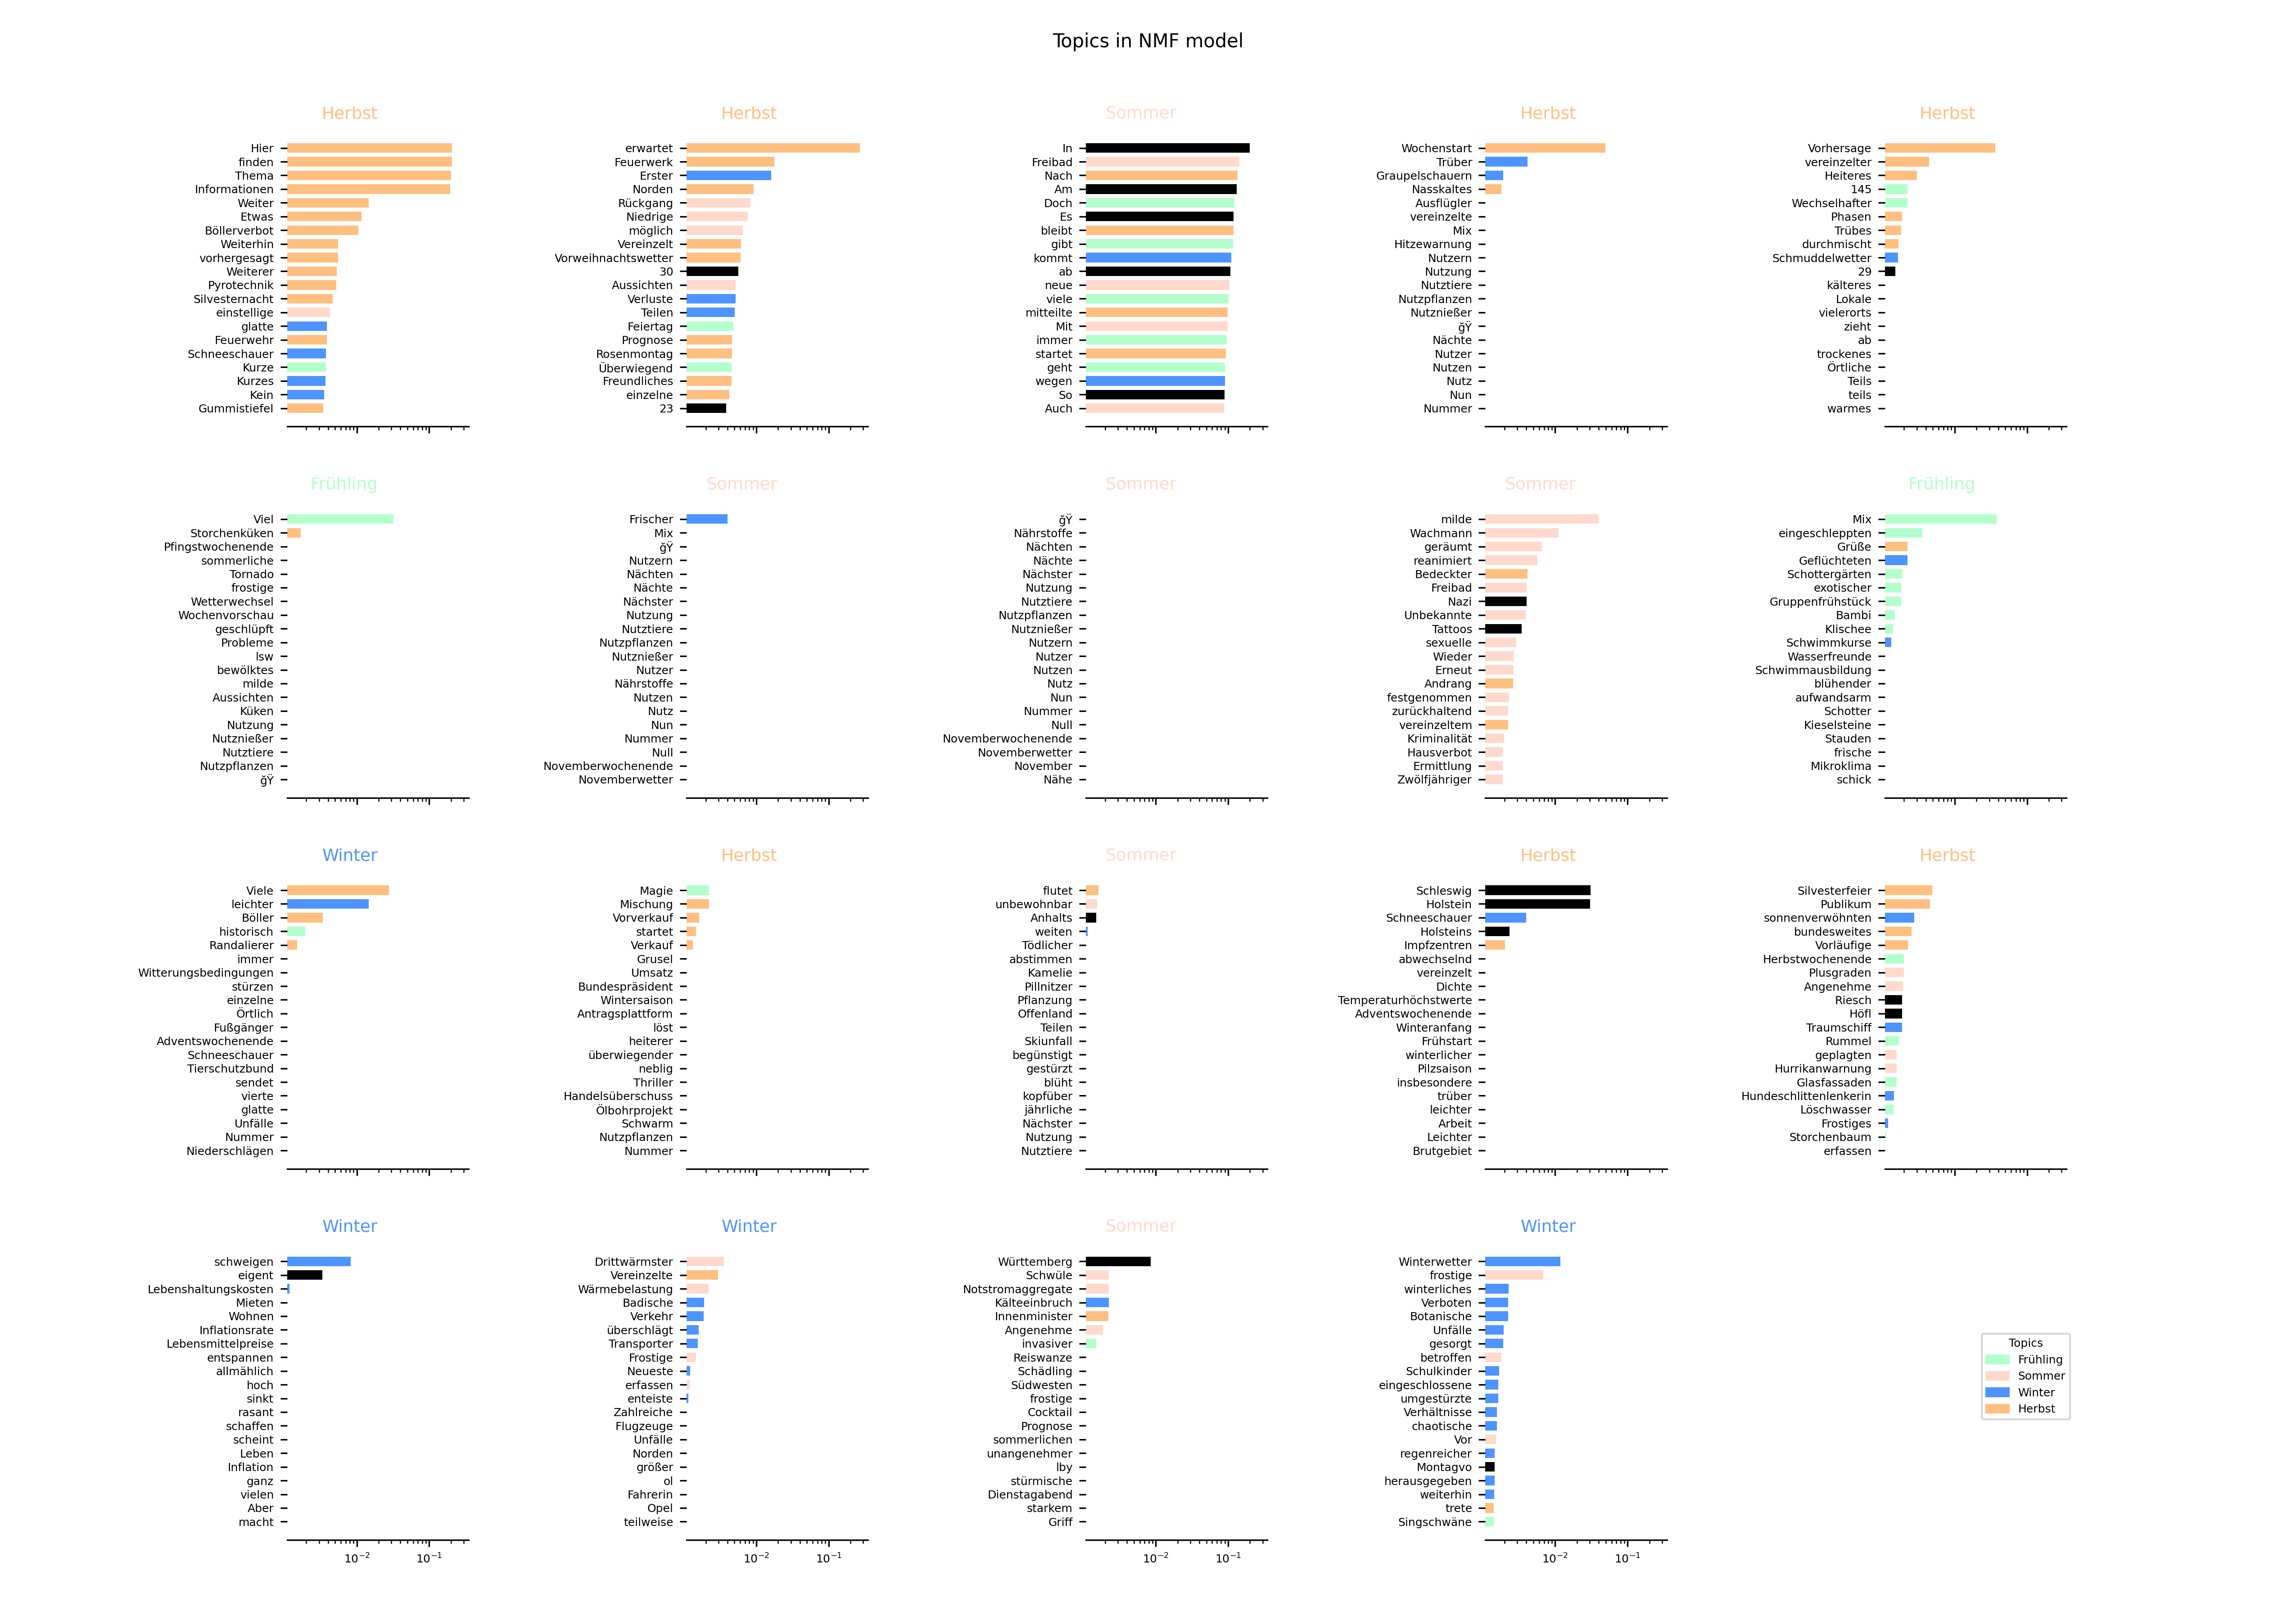 Topics in NMF model
Herbst
Hier
finden
Thema
Informationen
Weiter
Etwas
Böllerverbot
Weiterhin
vorhergesagt
Weiterer
Pyrotechnik
Silvesternacht
einstellige
glatte
Feuerwehr
Schneeschauer
Kurze
Kurzes
Kein
Gummistiefel
Herbst
erwartet
Feuerwerk
Erster
Norden
Rückgang
Niedrige
möglich
Vereinzelt
Vorweihnachtswetter
30
Aussichten
Verluste
Teilen
Feiertag
Prognose
Rosenmontag
Überwiegend
Freundliches
einzelne
23
Sommer
In
Freibad
Nach
Am
Doch
Es
bleibt
gibt
kommt
ab
neue
viele
mitteilte
Mit
immer
startet
geht
wegen
So
Auch
Herbst
Wochenstart
Trüber
Graupelschauern
Nasskaltes
Ausflügler
vereinzelte
Mix
Hitzewarnung
Nutzern
Nutzung
Nutztiere
Nutzpflanzen
Nutznießer
ğŸ
Nächte
Nutzer
Nutzen
Nutz
Nun
Nummer
Herbst
Vorhersage
vereinzelter
Heiteres
145
Wechselhafter
Phasen
Trübes
durchmischt
Schmuddelwetter
29
kälteres
Lokale
vielerorts
zieht
ab
trockenes
Örtliche
Teils
teils
warmes
Frühling
Viel
Storchenküken
Pfingstwochenende
sommerliche
Tornado
frostige
Wetterwechsel
Wochenvorschau
geschlüpft
Probleme
lsw
bewölktes
milde
Aussichten
Küken
Nutzung
Nutznießer
Nutztiere
Nutzpflanzen
ğŸ
Sommer
Frischer
Mix
ğŸ
Nutzern
Nächten
Nächte
Nächster
Nutzung
Nutztiere
Nutzpflanzen
Nutznießer
Nutzer
Nährstoffe
Nutzen
Nutz
Nun
Nummer
Null
Novemberwochenende
Novemberwetter
Sommer
ğŸ
Nährstoffe
Nächten
Nächte
Nächster
Nutzung
Nutztiere
Nutzpflanzen
Nutznießer
Nutzern
Nutzer
Nutzen
Nutz
Nun
Nummer
Null
Novemberwochenende
Novemberwetter
November
Nähe
Sommer
milde
Wachmann
geräumt
reanimiert
Bedeckter
Freibad
Nazi
Unbekannte
Tattoos
sexuelle
Wieder
Erneut
Andrang
festgenommen
zurückhaltend
vereinzeltem
Kriminalität
Hausverbot
Ermittlung
Zwölfjähriger
Frühling
Mix
eingeschleppten
Grüße
Geflüchteten
Schottergärten
exotischer
Gruppenfrühstück
Bambi
Klischee
Schwimmkurse
Wasserfreunde
Schwimmausbildung
blühender
aufwandsarm
Schotter
Kieselsteine
Stauden
frische
Mikroklima
schick
Winter
Viele
leichter
Böller
historisch
Randalierer
immer
Witterungsbedingungen
stürzen
einzelne
Örtlich
Fußgänger
Adventswochenende
Schneeschauer
Tierschutzbund
sendet
vierte
glatte
Unfälle
Nummer
Niederschlägen
Herbst
Magie
Mischung
Vorverkauf
startet
Verkauf
Grusel
Umsatz
Bundespräsident
Wintersaison
Antragsplattform
löst
heiterer
überwiegender
neblig
Thriller
Handelsüberschuss
Ölbohrprojekt
Schwarm
Nutzpflanzen
Nummer
Sommer
flutet
unbewohnbar
Anhalts
weiten
Tödlicher
abstimmen
Kamelie
Pillnitzer
Pflanzung
Offenland
Teilen
Skiunfall
begünstigt
gestürzt
blüht
kopfüber
jährliche
Nächster
Nutzung
Nutztiere
Herbst
Schleswig
Holstein
Schneeschauer
Holsteins
Impfzentren
abwechselnd
vereinzelt
Dichte
Temperaturhöchstwerte
Adventswochenende
Winteranfang
Frühstart
winterlicher
Pilzsaison
insbesondere
trüber
leichter
Arbeit
Leichter
Brutgebiet
Herbst
Silvesterfeier
Publikum
sonnenverwöhnten
bundesweites
Vorläufige
Herbstwochenende
Plusgraden
Angenehme
Riesch
Höfl
Traumschiff
Rummel
geplagten
Hurrikanwarnung
Glasfassaden
Hundeschlittenlenkerin
Löschwasser
Frostiges
Storchenbaum
erfassen
Winter
schweigen
eigent
Lebenshaltungskosten
Mieten
Wohnen
Inflationsrate
Lebensmittelpreise
entspannen
allmählich
hoch
sinkt
rasant
schaffen
scheint
Leben
Inflation
ganz
vielen
Aber
macht
10⁻² 10⁻¹
Winter
Drittwärmster
Vereinzelte
Wärmebelastung
Badische
Verkehr
überschlägt
Transporter
Frostige
Neueste
erfassen
enteiste
Zahlreiche
Flugzeuge
Unfälle
Norden
größer
ol
Fahrerin
Opel
teilweise
10⁻² 10⁻¹
Sommer
Württemberg
Schwüle
Notstromaggregate
Kälteeinbruch
Innenminister
Angenehme
invasiver
Reiswanze
Schädling
Südwesten
frostige
Cocktail
Prognose
sommerlichen
unangenehmer
lby
stürmische
Dienstagabend
starkem
Griff
10⁻² 10⁻¹
Winter
Winterwetter
frostige
winterliches
Verboten
Botanische
Unfälle
gesorgt
betroffen
Schulkinder
eingeschlossene
umgestürzte
Verhältnisse
chaotische
Vor
regenreicher
Montagvo
herausgegeben
weiterhin
trete
Singschwäne
10⁻² 10⁻¹
Topics
Frühling
Sommer
Winter
Herbst